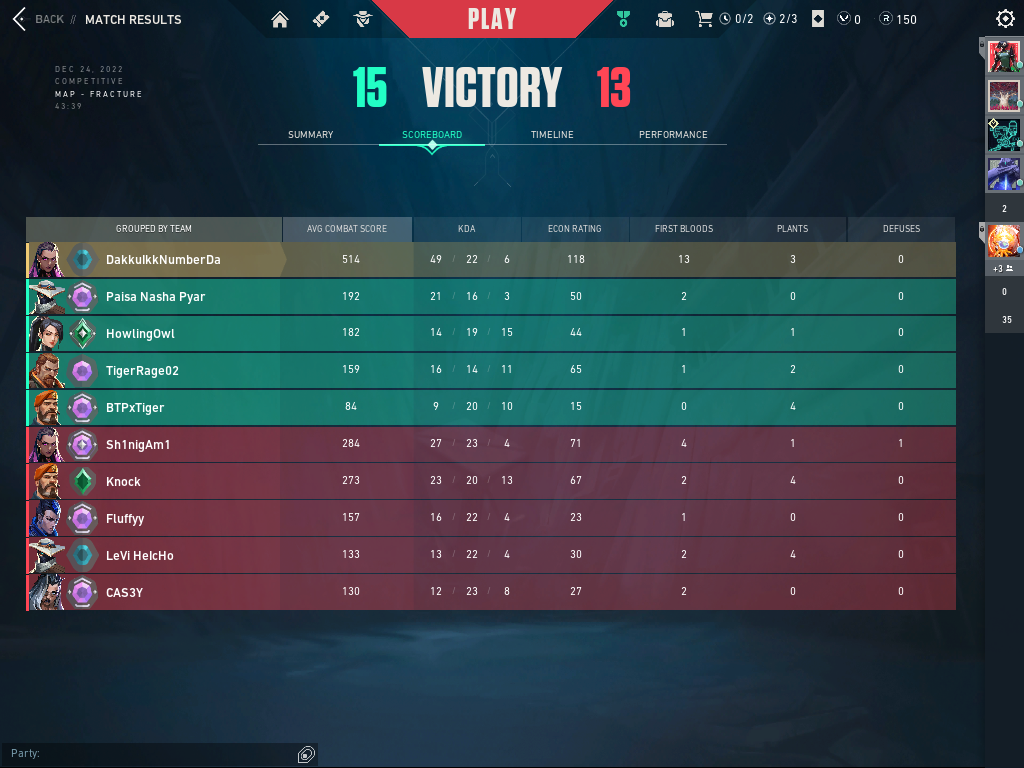 BACK // MATCH RESULTS
PLAY
0/2 2/3 0 150
DEC 24, 2022
COMPETITIVE
MAP - FRACTURE
43:39
15 VICTORY 13
SUMMARY SCOREBOARD TIMELINE PERFORMANCE
GROUPED BY TEAM AVG COMBAT SCORE KDA ECON RATING FIRST BLOODS PLANTS DEFUSES
DakkulkkNumberDa 514 49 / 22 / 6 118 13 3 0
Paisa Nasha Pyar 192 21 / 16 / 3 50 2 0 0
HowlingOwl 182 14 / 19 / 15 44 1 1 0
TigerRage02 159 16 / 14 / 11 65 1 2 0
BTPxTiger 84 9 / 20 / 10 15 0 4 0
Sh1nigAm1 284 27 / 23 / 4 71 4 1 1
Knock 273 23 / 20 / 13 67 2 4 0
Fluffyy 157 16 / 22 / 4 23 1 0 0
LeVi HelcHo 133 13 / 22 / 4 30 2 4 0
CAS3Y 130 12 / 23 / 8 27 2 0 0
2
+3
0
35
Party: